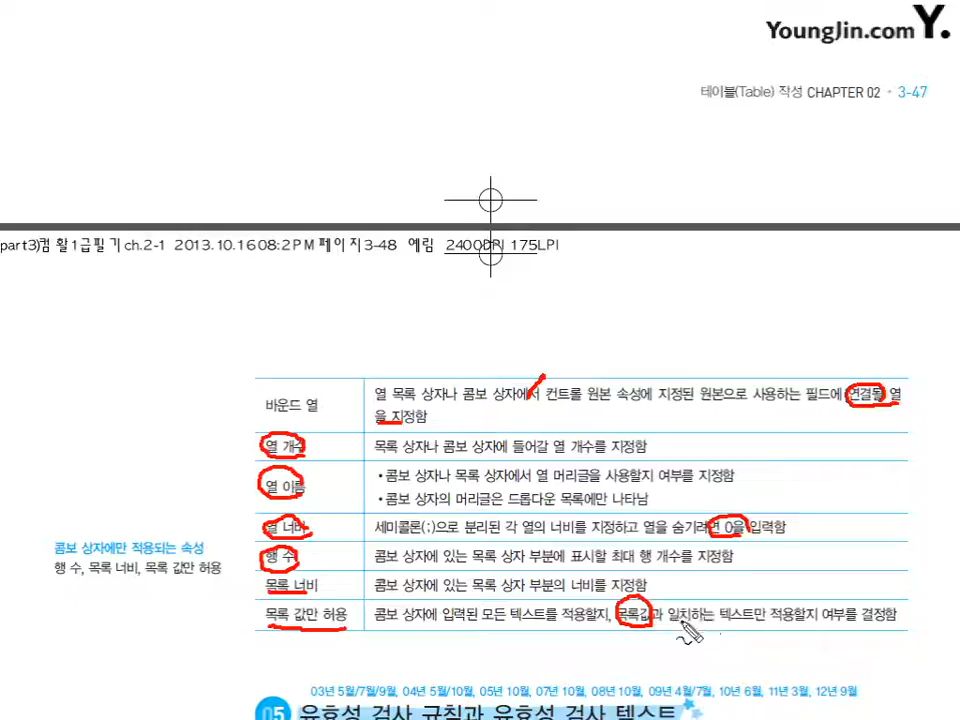 YoungJin.com Y.
테이블(Table) 작성 CHAPTER 02 • 3-47
part3)컴 활1급필기ch.2-1 2013.10.16 08:2 PM 페이지3-48 예림 2400DPI 175LPI
바운드 열
열 목록 상자나 콤보 상자에서 컨트롤 원본 속성에 지정된 원본으로 사용하는 필드에 연결될 열
을 지정함
열 개수
목록 상자나 콤보 상자에 들어갈 열 개수를 지정함
열 이름
• 콤보 상자나 목록 상자에서 열 머리글을 사용할지 여부를 지정함
• 콤보 상자의 머리글은 드롭다운 목록에만 나타남
열 너비
세미콜론(;)으로 분리된 각 열의 너비를 지정하고 열을 숨기려면 0을 입력함
콤보 상자에만 적용되는 속성
행 수, 목록 너비, 목록 값만 허용
행 수
콤보 상자에 있는 목록 상자 부분에 표시할 최대 행 개수를 지정함
목록 너비
콤보 상자에 있는 목록 상자 부분의 너비를 지정함
목록 값만 허용
콤보 상자에 입력된 모든 텍스트를 적용할지, 목록값과 일치하는 텍스트만 적용할지 여부를 결정함
03년 5월/7월/9월, 04년 5월/10월, 05년 10월, 07년 10월, 08년 10월, 09년 4월/7월, 10년 6월, 11년 3월, 12년 9월
05 유효성 검사 규칙과 유효성 검사 텍스트